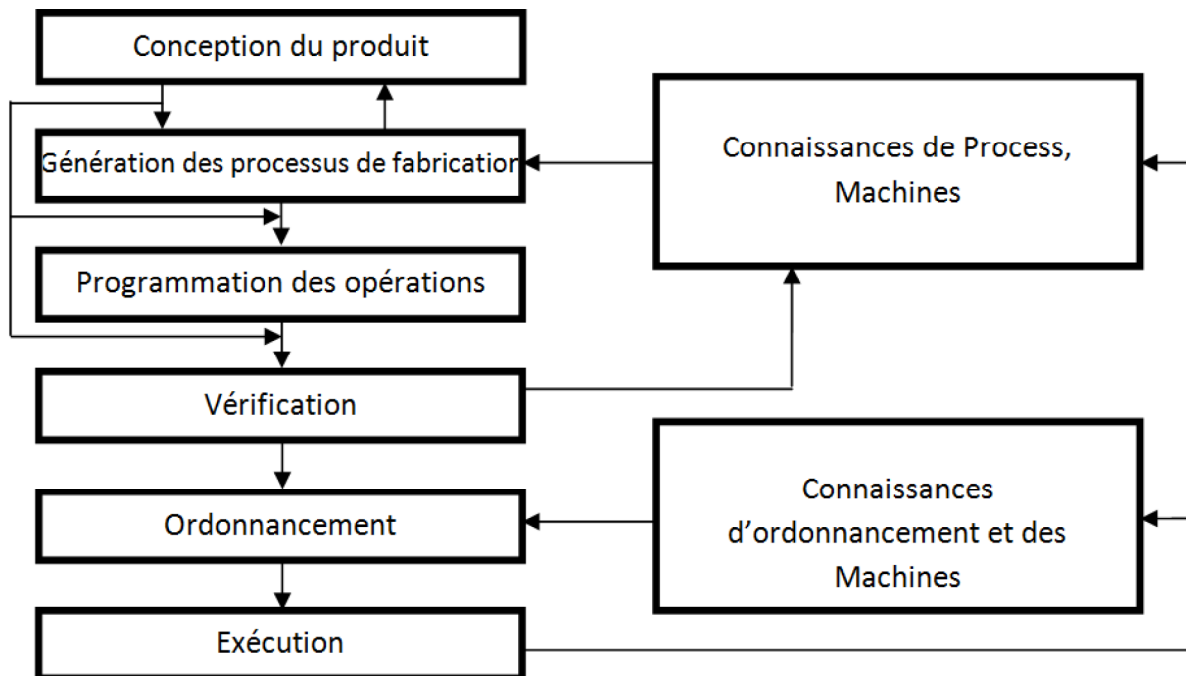 Conception du produit
Génération des processus de fabrication
Connaissances de Process,
Machines
Programmation des opérations
Vérification
Ordonnancement
Connaissances
d’ordonnancement et des
Machines
Exécution